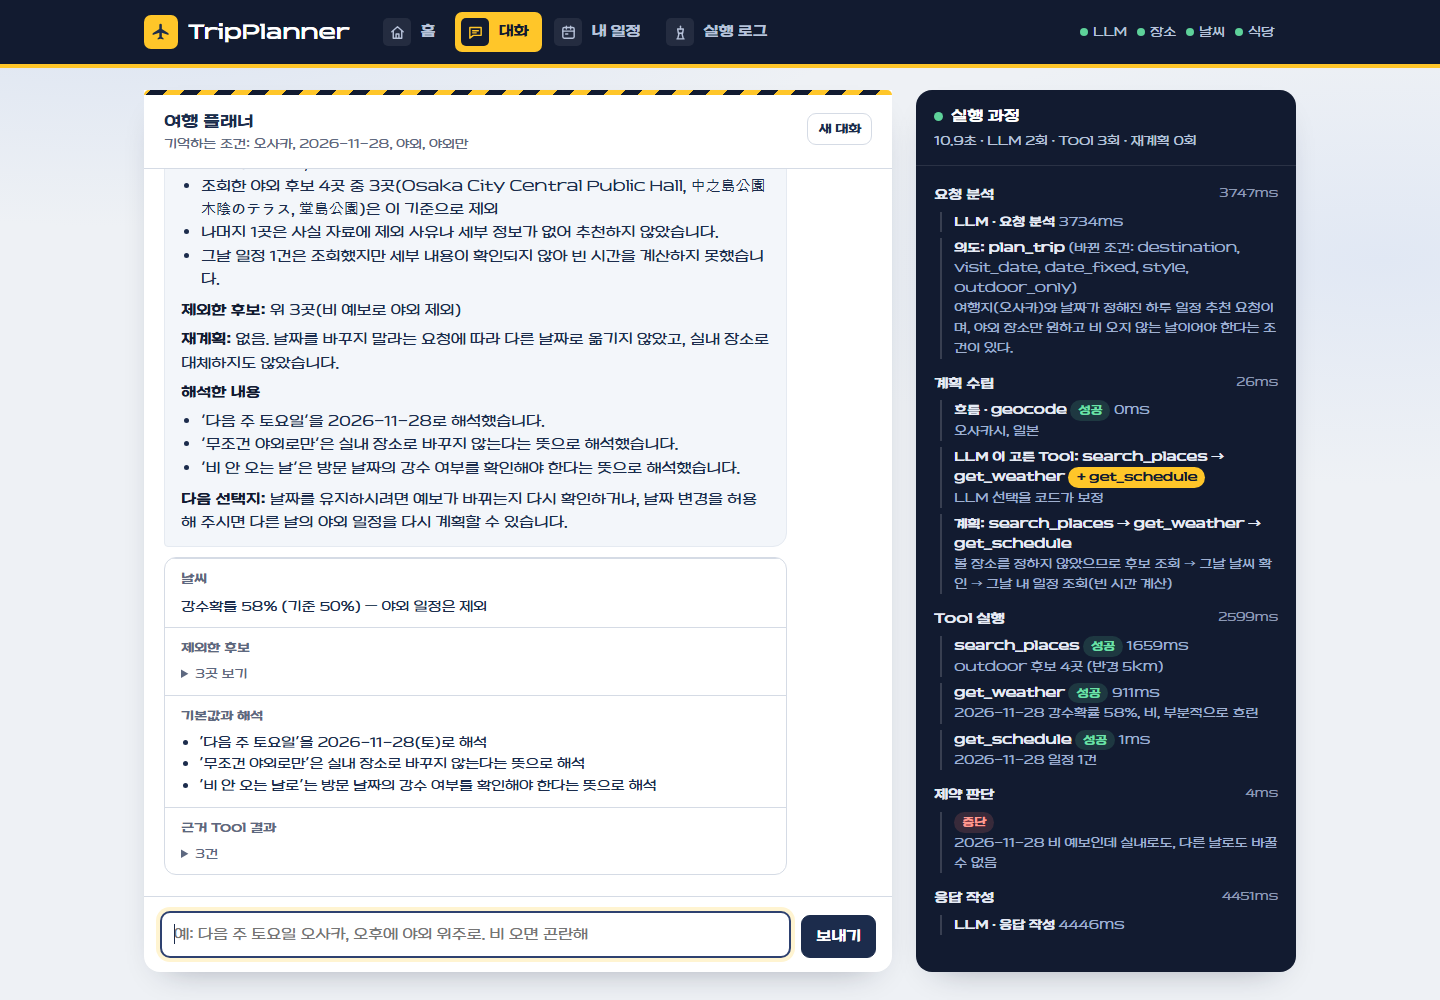 TripPlanner
홈
대화
내 일정
실행 로그
LLM
장소
날씨
식당
여행 플래너
기억하는 조건: 오사카, 2026-11-28, 야외, 야외만
새 대화
조회한 야외 후보 4곳 중 3곳(Osaka City Central Public Hall, 中之島公園
木陰のテラス, 堂島公園)은 이 기준으로 제외
나머지 1곳은 사실 자료에 제외 사유나 세부 정보가 없어 추천하지 않았습니다.
그날 일정 1건은 조회했지만 세부 내용이 확인되지 않아 빈 시간을 계산하지 못했습니
다.
제외한 후보: 위 3곳(비 예보로 야외 제외)
재계획: 없음. 날짜를 바꾸지 말라는 요청에 따라 다른 날짜로 옮기지 않았고, 실내 장소로
대체하지도 않았습니다.
해석한 내용
‘다음 주 토요일’을 2026-11-28로 해석했습니다.
‘무조건 야외로만’은 실내 장소로 바꾸지 않는다는 뜻으로 해석했습니다.
‘비 안 오는 날’은 방문 날짜의 강수 여부를 확인해야 한다는 뜻으로 해석했습니다.
다음 선택지: 날짜를 유지하시려면 예보가 바뀌는지 다시 확인하거나, 날짜 변경을 허용
해 주시면 다른 날의 야외 일정을 다시 계획할 수 있습니다.
날씨
강수확률 58% (기준 50%) — 야외 일정은 제외
제외한 후보
▶ 3곳 보기
기본값과 해석
'다음 주 토요일'을 2026-11-28(토)로 해석
'무조건 야외로만'은 실내 장소로 바꾸지 않는다는 뜻으로 해석
'비 안 오는 날로'는 방문 날짜의 강수 여부를 확인해야 한다는 뜻으로 해석
근거 Tool 결과
▶ 3건
예: 다음 주 토요일 오사카, 오후에 야외 위주로. 비 오면 곤란해
보내기
실행 과정
10.9초 · LLM 2회 · Tool 3회 · 재계획 0회
요청 분석 3747ms
LLM · 요청 분석 3734ms
의도: plan_trip (바뀐 조건: destination,
visit_date, date_fixed, style,
outdoor_only)
여행지(오사카)와 날짜가 정해진 하루 일정 추천 요청이
며, 야외 장소만 원하고 비 오지 않는 날이어야 한다는 조
건이 있다.
계획 수립 26ms
흐름 · geocode 성공 0ms
오사카시, 일본
LLM 이 고른 Tool: search_places →
get_weather + get_schedule
LLM 선택을 코드가 보정
계획: search_places → get_weather →
get_schedule
볼 장소를 정하지 않았으므로 후보 조회 → 그날 날씨 확
인 → 그날 내 일정 조회(빈 시간 계산)
Tool 실행 2599ms
search_places 성공 1659ms
outdoor 후보 4곳 (반경 5km)
get_weather 성공 911ms
2026-11-28 강수확률 58%, 비, 부분적으로 흐린
get_schedule 성공 1ms
2026-11-28 일정 1건
제약 판단 4ms
중단
2026-11-28 비 예보인데 실내로도, 다른 날로도 바꿀
수 없음
응답 작성 4451ms
LLM · 응답 작성 4446ms